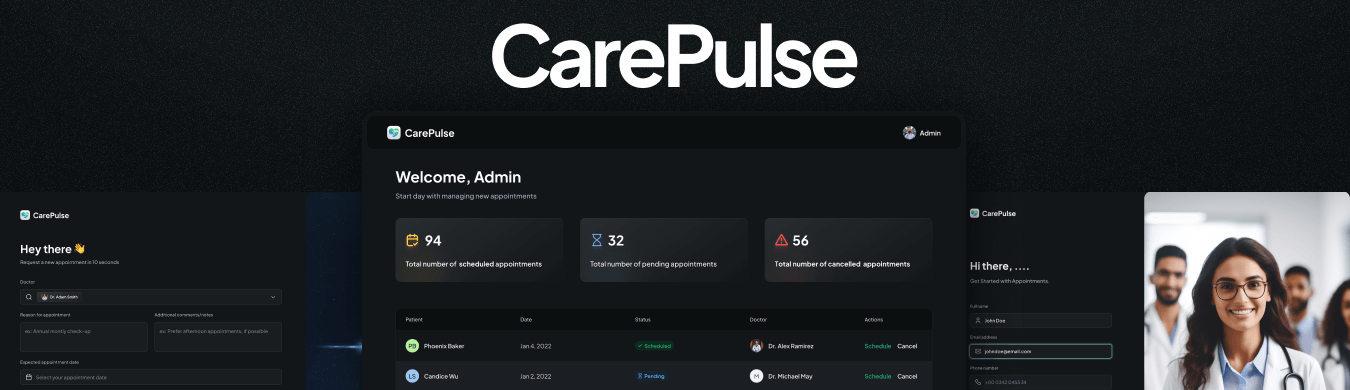 CarePulse
CarePulse
Admin
Welcome, Admin
Start day with managing new appointments
94
Total number of scheduled appointments
32
Total number of pending appointments
56
Total number of cancelled appointments
Patient Date Status Doctor Actions
PB Phoenix Baker Jan 4, 2022 Scheduled Dr. Alex Ramirez Schedule Cancel
LS Candice Wu Jan 2, 2022 Pending M Dr. Michael May Schedule Cancel
CarePulse
Hey there 👋
Request a new appointment in 10 seconds
Doctor
Dr. Adam Smith
Reason for appointment Additional comments/notes
ex: Annual montly check-up ex: Prefer afternoon appointments, if possible
Expected appointment date
Select your appointment date
CarePulse
Hi there, ....
Get Started with Appointments.
Full name
John Doe
Email address
johndoe@email.com
Phone number